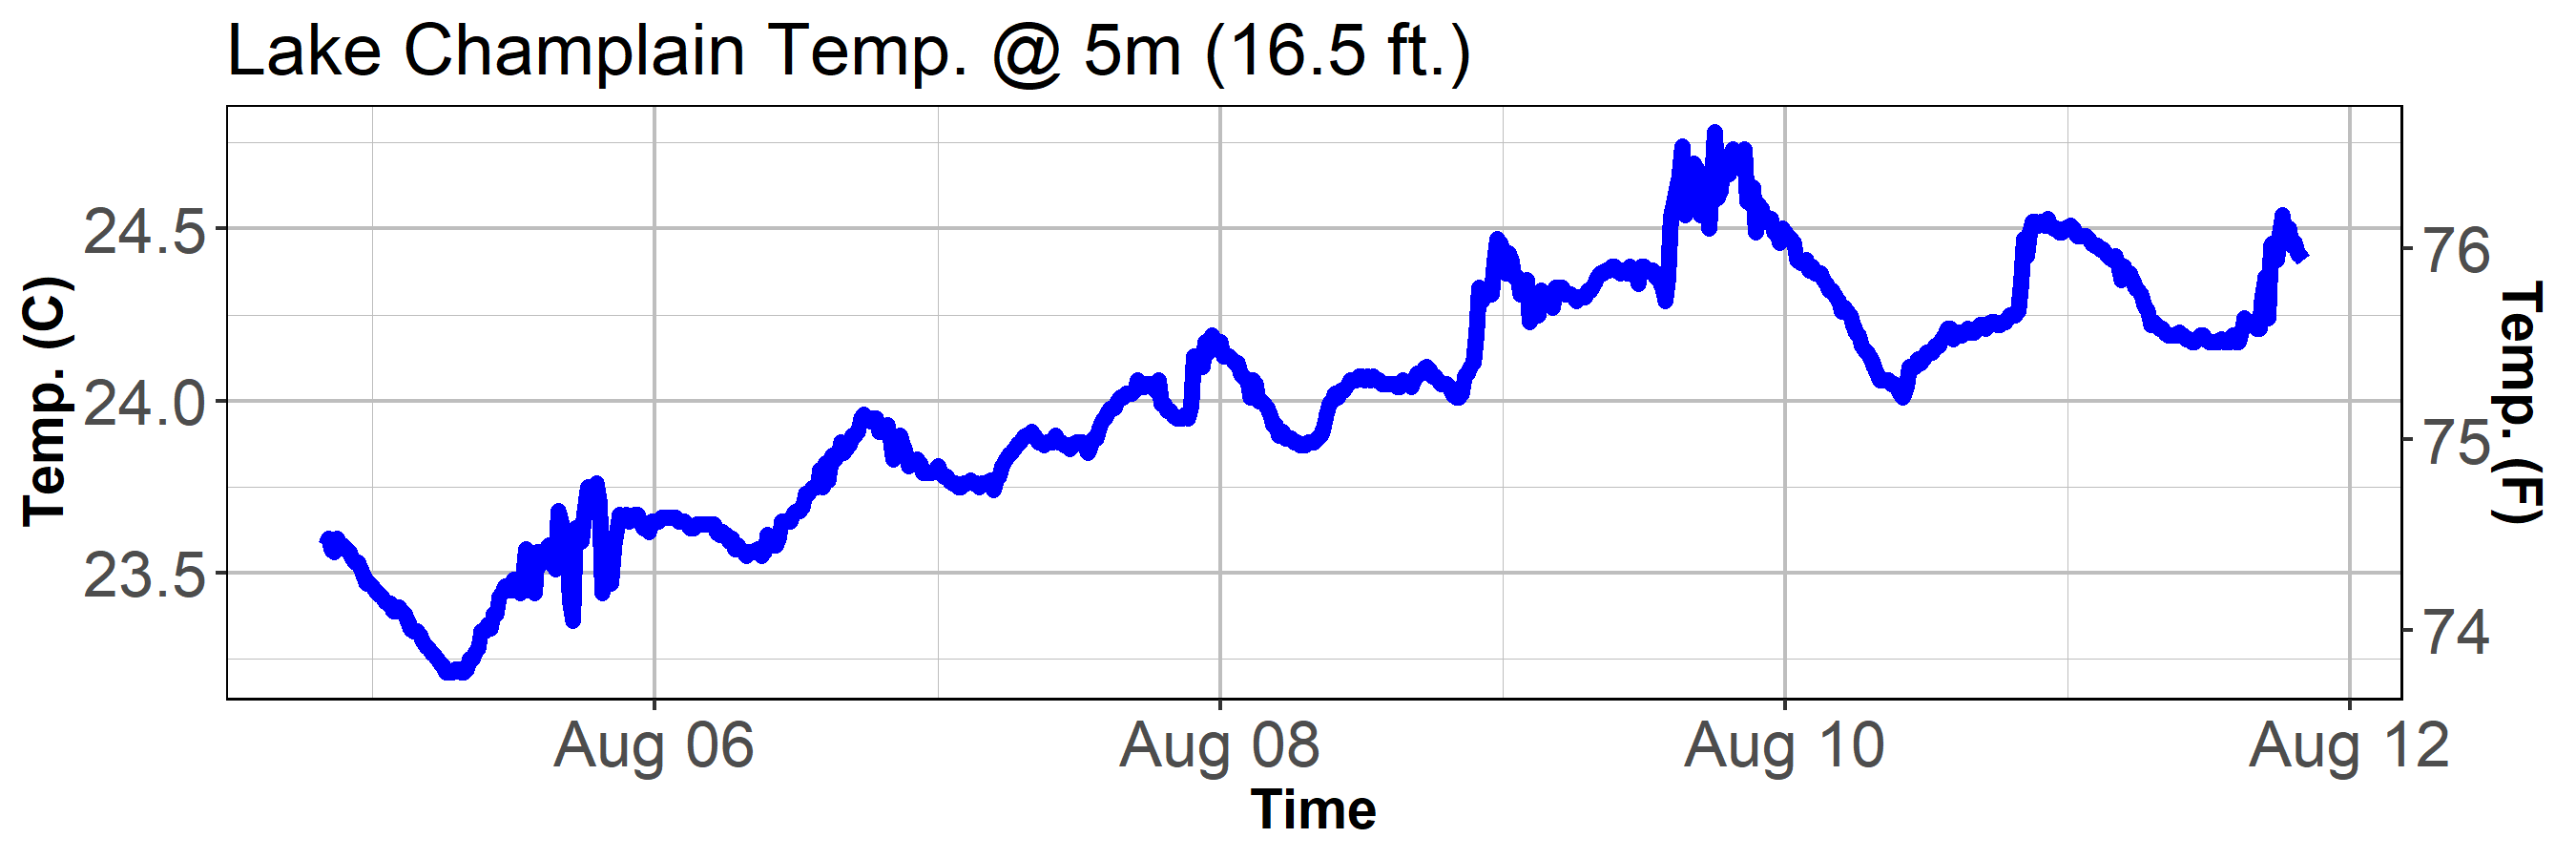 Lake Champlain Temp. @ 5m (16.5 ft.)
Temp. (C)
24.5
24.0
23.5
76
75
74
Temp. (F)
Aug 06
Aug 08
Aug 10
Aug 12
Time